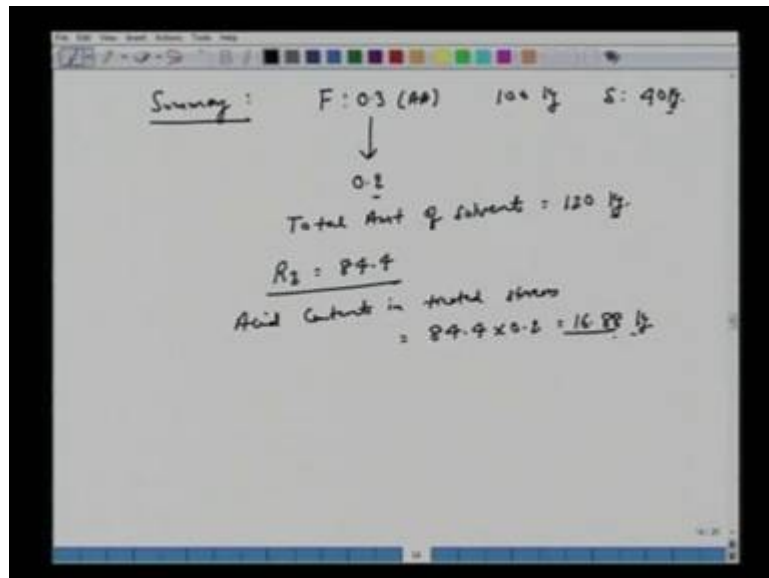 Summary : F : 0.3 (AA) 100 kg S : 40 kg.
0.2
Total Amt of solvent = 120 kg.
R3 = 84.4
Acid Contents in treated stream
= 84.4 x 0.2 = 16.88 kg